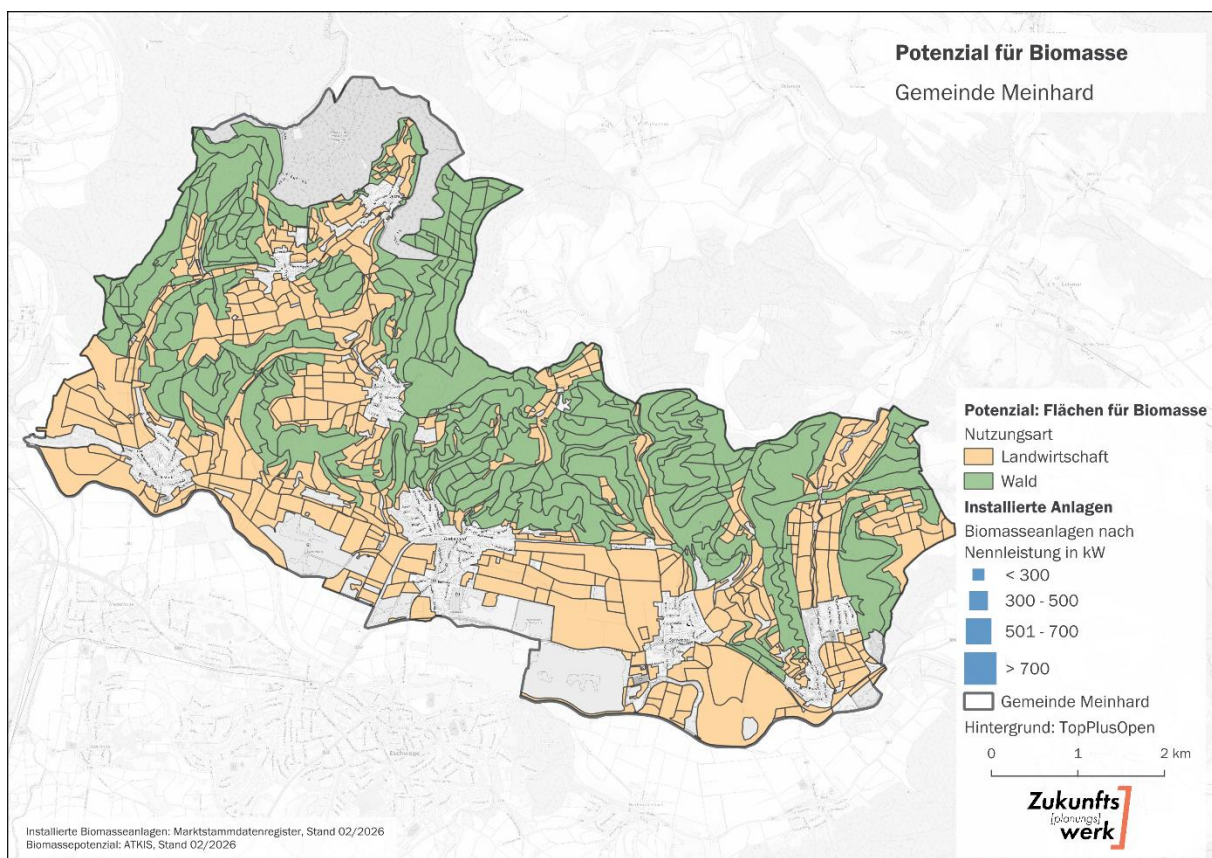 Potenzial für Biomasse
Gemeinde Meinhard
Potenzial: Flächen für Biomasse
Nutzungsart
Landwirtschaft
Wald
Installierte Anlagen
Biomasseanlagen nach
Nennleistung in kW
< 300
300 - 500
501 - 700
> 700
Gemeinde Meinhard
Hintergrund: TopPlusOpen
0 1 2 km
Zukunfts
[planungs]
werk
Eschwege
Installierte Biomasseanlagen: Marktstammdatenregister, Stand 02/2026
Biomassepotenzial: ATKIS, Stand 02/2026